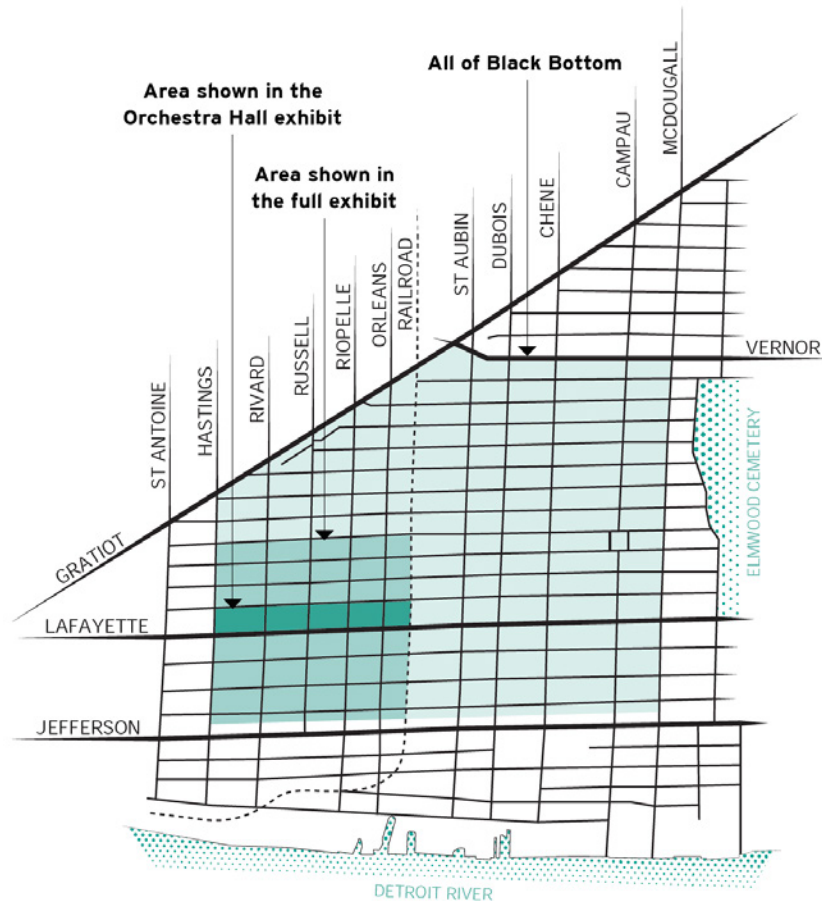 All of Black Bottom
Area shown in the
Orchestra Hall exhibit
Area shown in
the full exhibit
ST ANTOINE
HASTINGS
RIVARD
RUSSELL
RIOPELLE
ORLEANS
RAILROAD
ST AUBIN
DUBOIS
CHENE
CAMPAU
MCDOUGALL
VERNOR
ELMWOOD CEMETERY
GRATIOT
LAFAYETTE
JEFFERSON
DETROIT RIVER